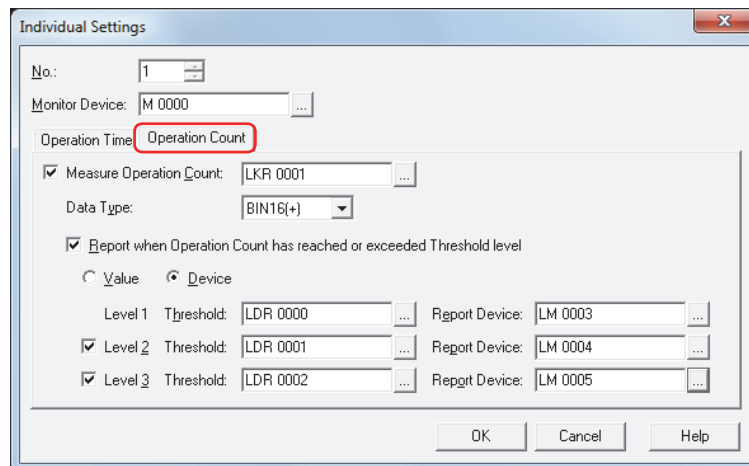 Individual Settings
No.: 1
Monitor Device: M 0000 ...
Operation Time Operation Count
Measure Operation Count: LKR 0001 ...
Data Type: BIN16(+)
Report when Operation Count has reached or exceeded Threshold level
Value Device
Level 1 Threshold: LDR 0000 ... Report Device: LM 0003 ...
Level 2 Threshold: LDR 0001 ... Report Device: LM 0004 ...
Level 3 Threshold: LDR 0002 ... Report Device: LM 0005 ...
OK Cancel Help